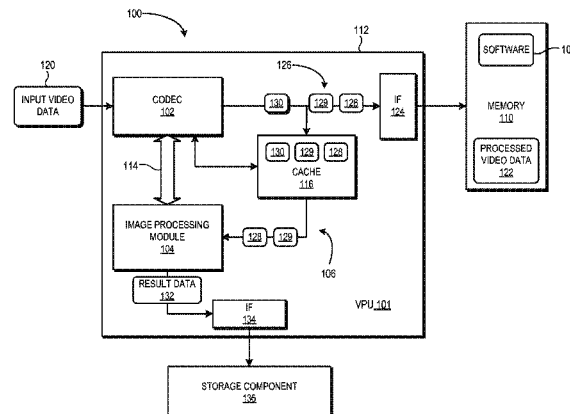 100
112
120
INPUT VIDEO
DATA
CODEC
102
126
130
129
128
IF
124
SOFTWARE
10
MEMORY
110
PROCESSED
VIDEO DATA
122
114
130
129
128
CACHE
116
IMAGE PROCESSING
MODULE
104
128
129
106
RESULT DATA
132
IF
134
VPU 101
STORAGE COMPONENT
136